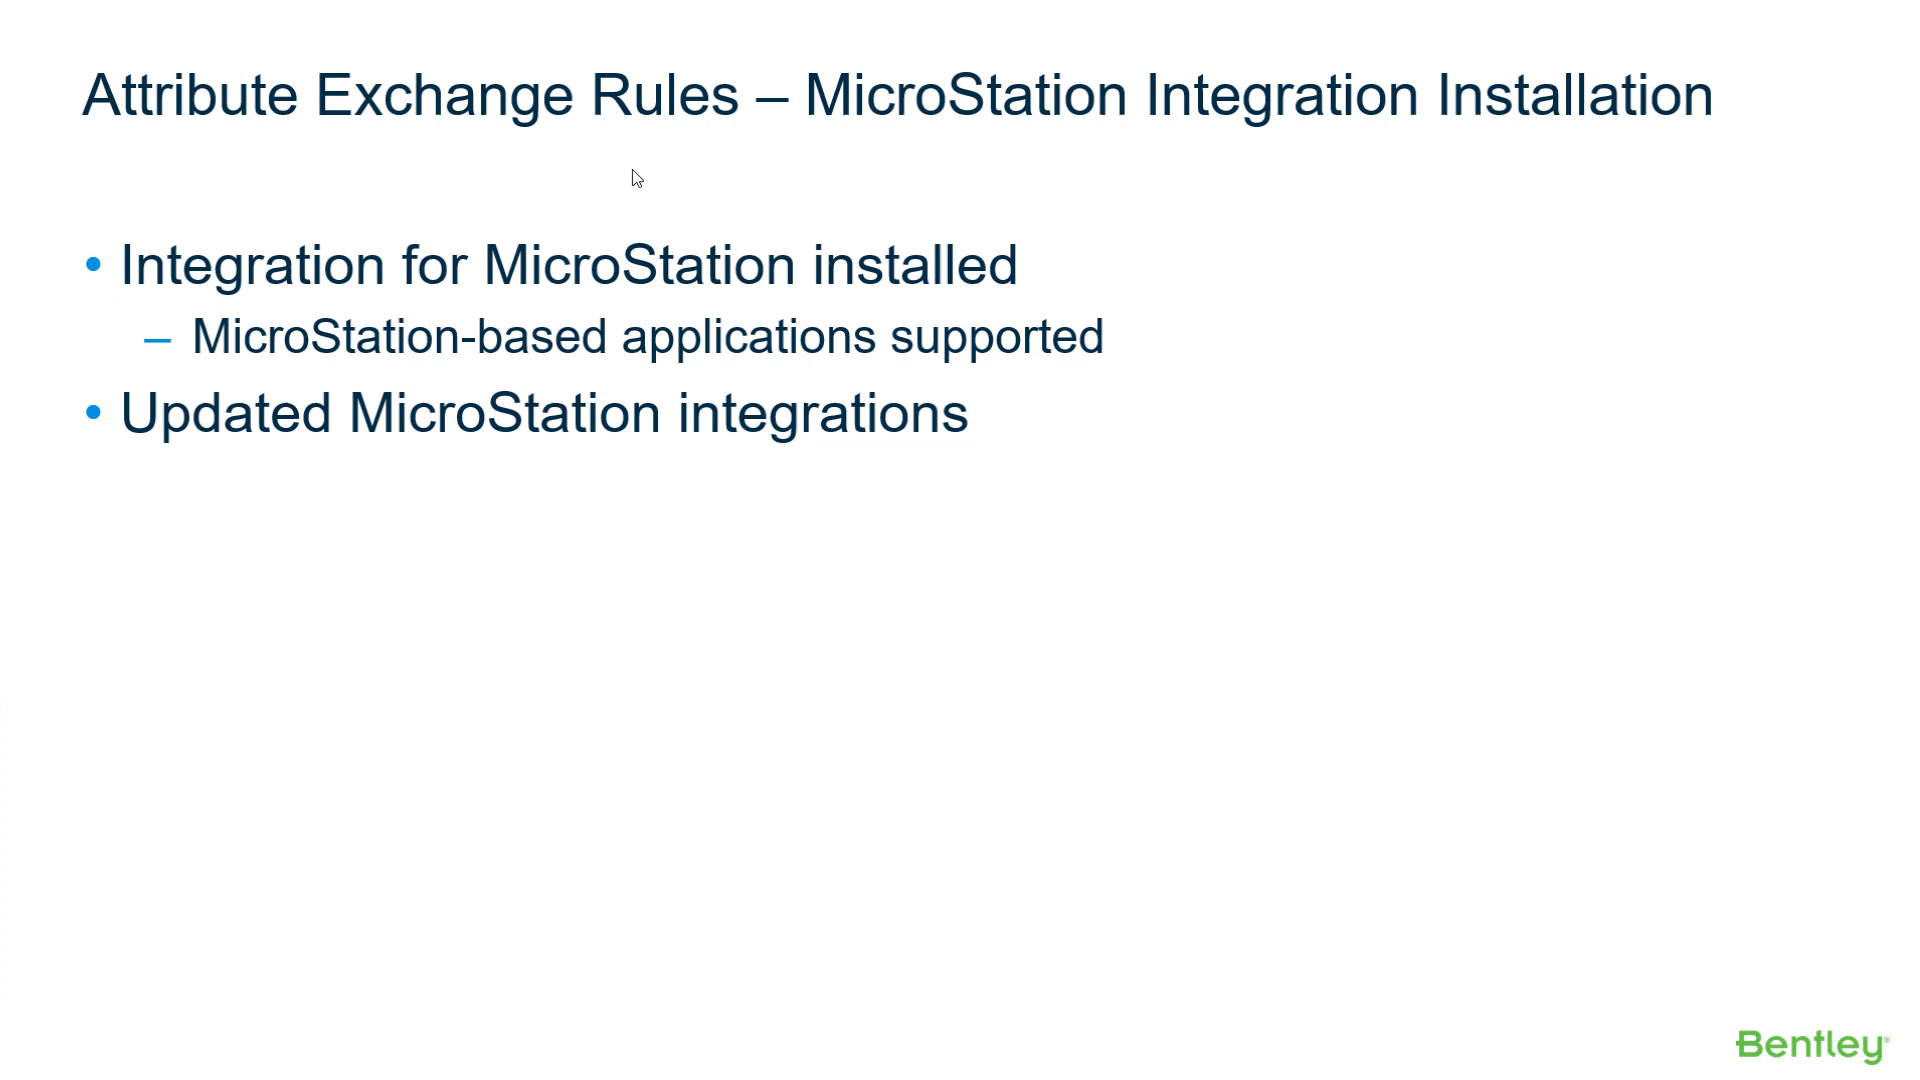 Attribute Exchange Rules – MicroStation Integration Installation
• Integration for MicroStation installed
– MicroStation-based applications supported
• Updated MicroStation integrations
Bentley®